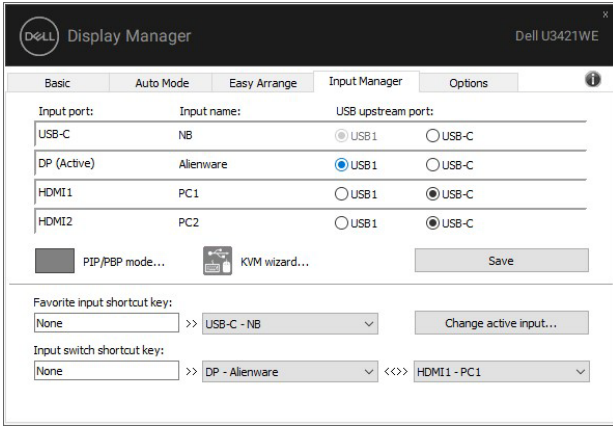 DELL Display Manager Dell U3421WE
x
Basic Auto Mode Easy Arrange Input Manager Options i
Input port: Input name: USB upstream port:
USB-C NB USB1 USB-C
DP (Active) Alienware USB1 USB-C
HDMI1 PC1 USB1 USB-C
HDMI2 PC2 USB1 USB-C
PIP/PBP mode... KVM wizard... Save
Favorite input shortcut key:
None >> USB-C - NB Change active input...
Input switch shortcut key:
None >> DP - Alienware <<>> HDMI1 - PC1